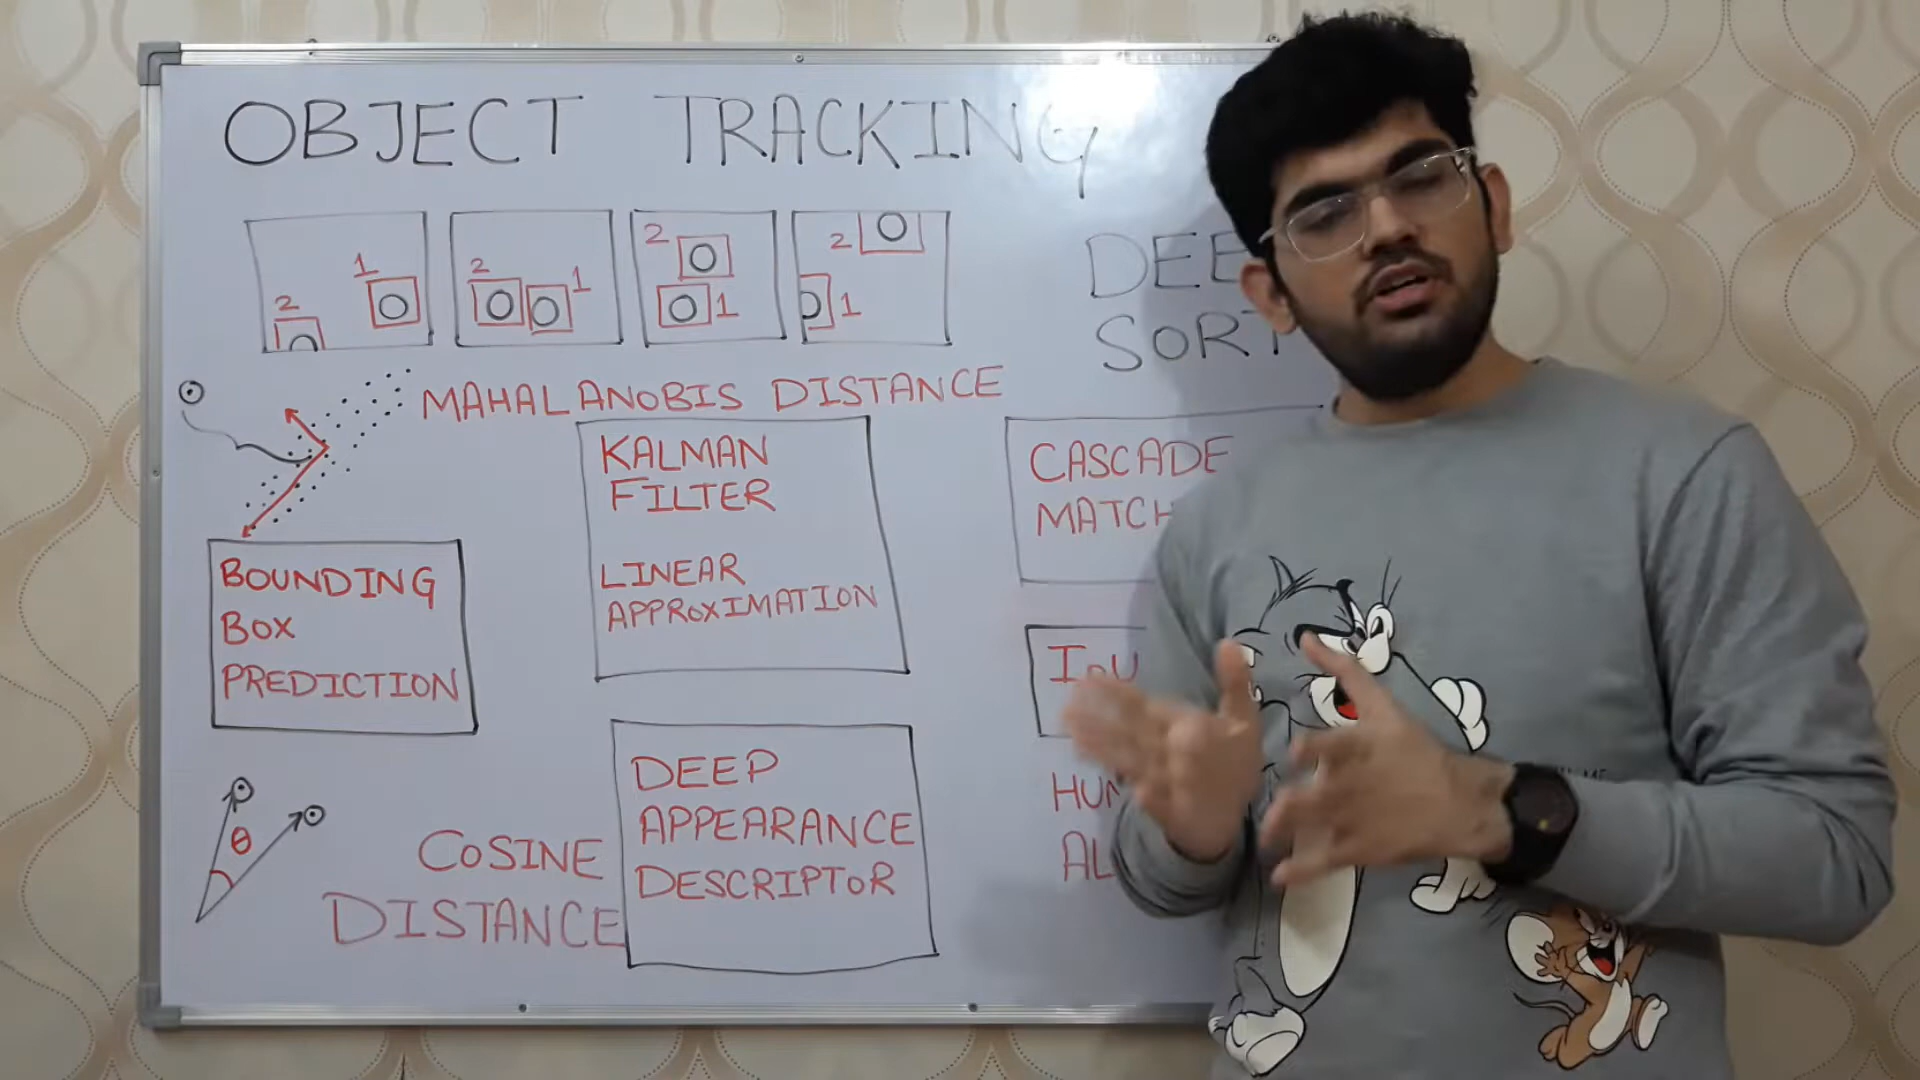 OBJECT TRACKING
1
2
2
1
2
1
2
1
DEE
SORT
MAHALANOBIS DISTANCE
KALMAN
FILTER
LINEAR
APPROXIMATION
CASCADE
MATCH
BOUNDING
BOX
PREDICTION
IOU
DEEP
APPEARANCE
DESCRIPTOR
HUN
AL
θ
COSINE
DISTANCE